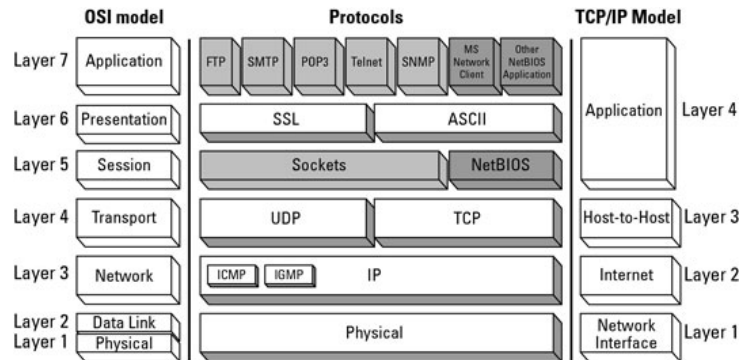 OSI model Protocols TCP/IP Model
Layer 7 Application FTP SMTP POP3 Telnet SNMP MS Network Client Other NetBIOS Application Application Layer 4
Layer 6 Presentation SSL ASCII
Layer 5 Session Sockets NetBIOS
Layer 4 Transport UDP TCP Host-to-Host Layer 3
Layer 3 Network ICMP IGMP IP Internet Layer 2
Layer 2 Data Link
Layer 1 Physical Physical Network Interface Layer 1